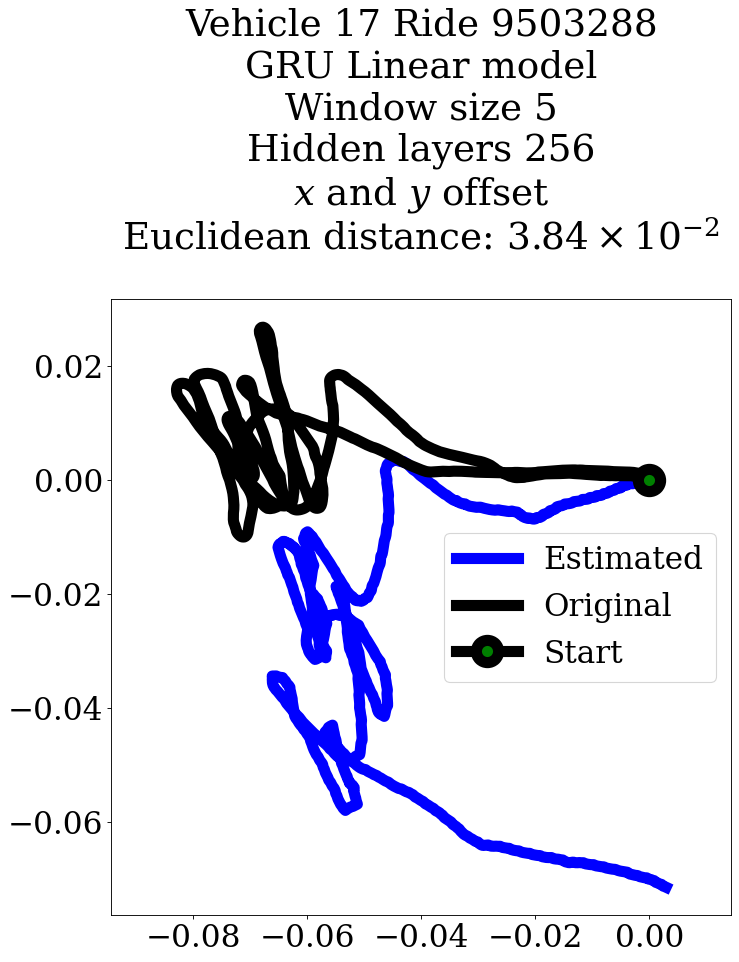 Vehicle 17 Ride 9503288
GRU Linear model
Window size 5
Hidden layers 256
x and y offset
Euclidean distance: 3.84 × 10⁻²
0.02
0.00
−0.02
−0.04
−0.06
Estimated
Original
Start
−0.08 −0.06 −0.04 −0.02 0.00